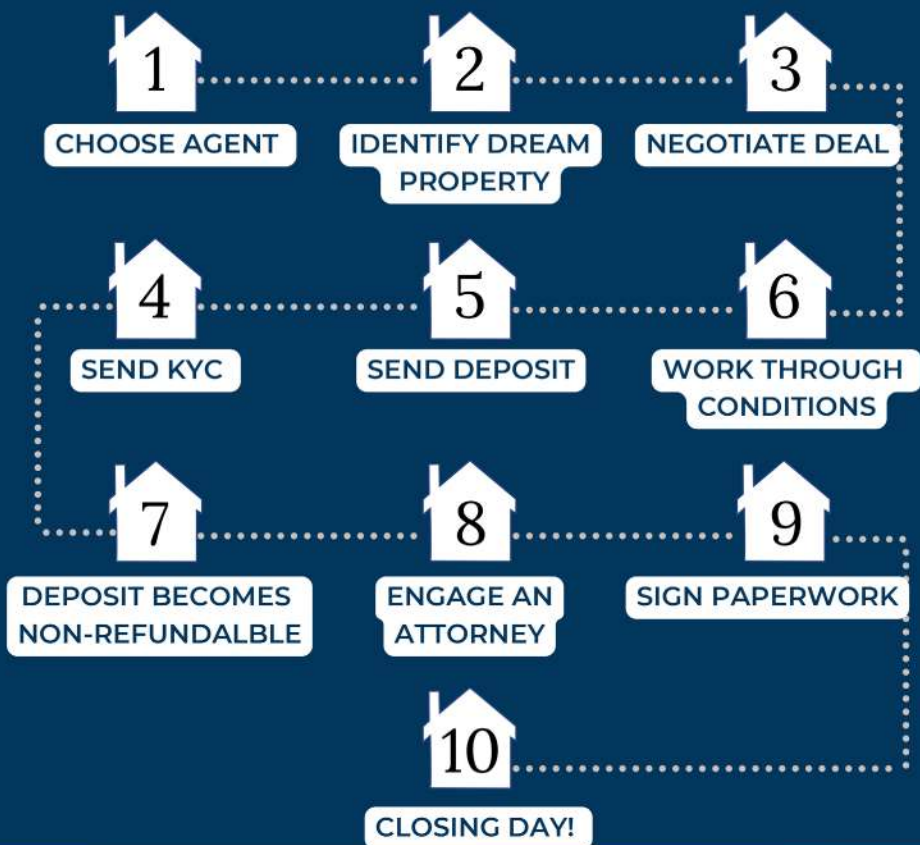 1
CHOOSE AGENT
2
IDENTIFY DREAM
PROPERTY
3
NEGOTIATE DEAL
4
SEND KYC
5
SEND DEPOSIT
6
WORK THROUGH
CONDITIONS
7
DEPOSIT BECOMES
NON-REFUNDALBLE
8
ENGAGE AN
ATTORNEY
9
SIGN PAPERWORK
10
CLOSING DAY!